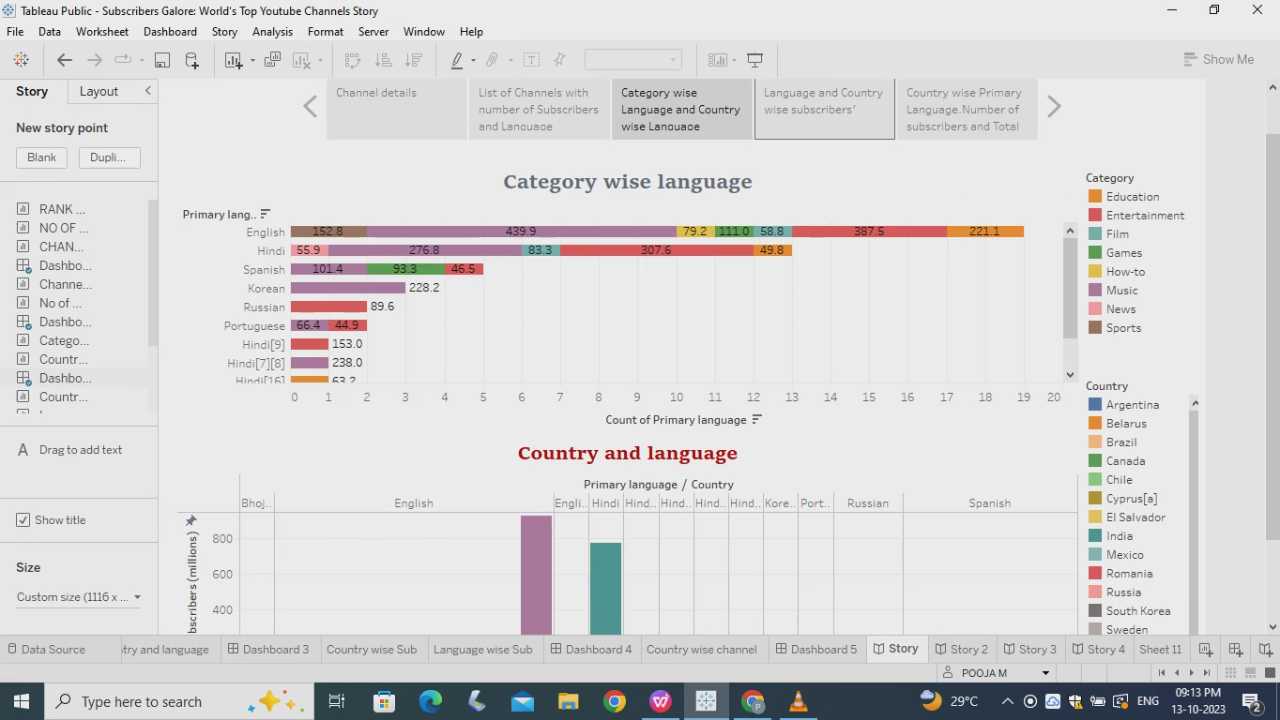 Tableau Public - Subscribers Galore: World's Top Youtube Channels Story
File Data Worksheet Dashboard Story Analysis Format Server Window Help
Show Me
Story Layout
New story point
Blank Dupli...
RANK ...
NO OF ...
CHAN...
Dashbo...
Channe...
No of ...
Dashbo...
Catego...
Countr...
Dashbo...
Countr...
Drag to add text
Show title
Size
Custom size (1116 x ...
Channel details
List of Channels with
number of Subscribers
and Language
Category wise
Language and Country
wise Language
Language and Country
wise subscribers'
Country wise Primary
Language.Number of
subscribers and Total
Category wise language
Primary lang..
English 152.8 439.9 79.2 111.0 58.8 387.5 221.1
Hindi 55.9 276.8 83.3 307.6 49.8
Spanish 101.4 93.3 46.5
Korean 228.2
Russian 89.6
Portuguese 66.4 44.9
Hindi[9] 153.0
Hindi[7][8] 238.0
Hindi[16] 63.2
0 1 2 3 4 5 6 7 8 9 10 11 12 13 14 15 16 17 18 19 20
Count of Primary language
Country and language
Primary language / Country
Bhoj.. English Engli.. Hindi Hind.. Hind.. Hind.. Hind.. Kore.. Port.. Russian Spanish
800
600
400
bscribers (millions)
Category
Education
Entertainment
Film
Games
How-to
Music
News
Sports
Country
Argentina
Belarus
Brazil
Canada
Chile
Cyprus[a]
El Salvador
India
Mexico
Romania
Russia
South Korea
Sweden
Data Source try and language Dashboard 3 Country wise Sub Language wise Sub Dashboard 4 Country wise channel Dashboard 5 Story Story 2 Story 3 Story 4 Sheet 11
POOJA M
Type here to search
29°C
ENG
09:13 PM
13-10-2023
2